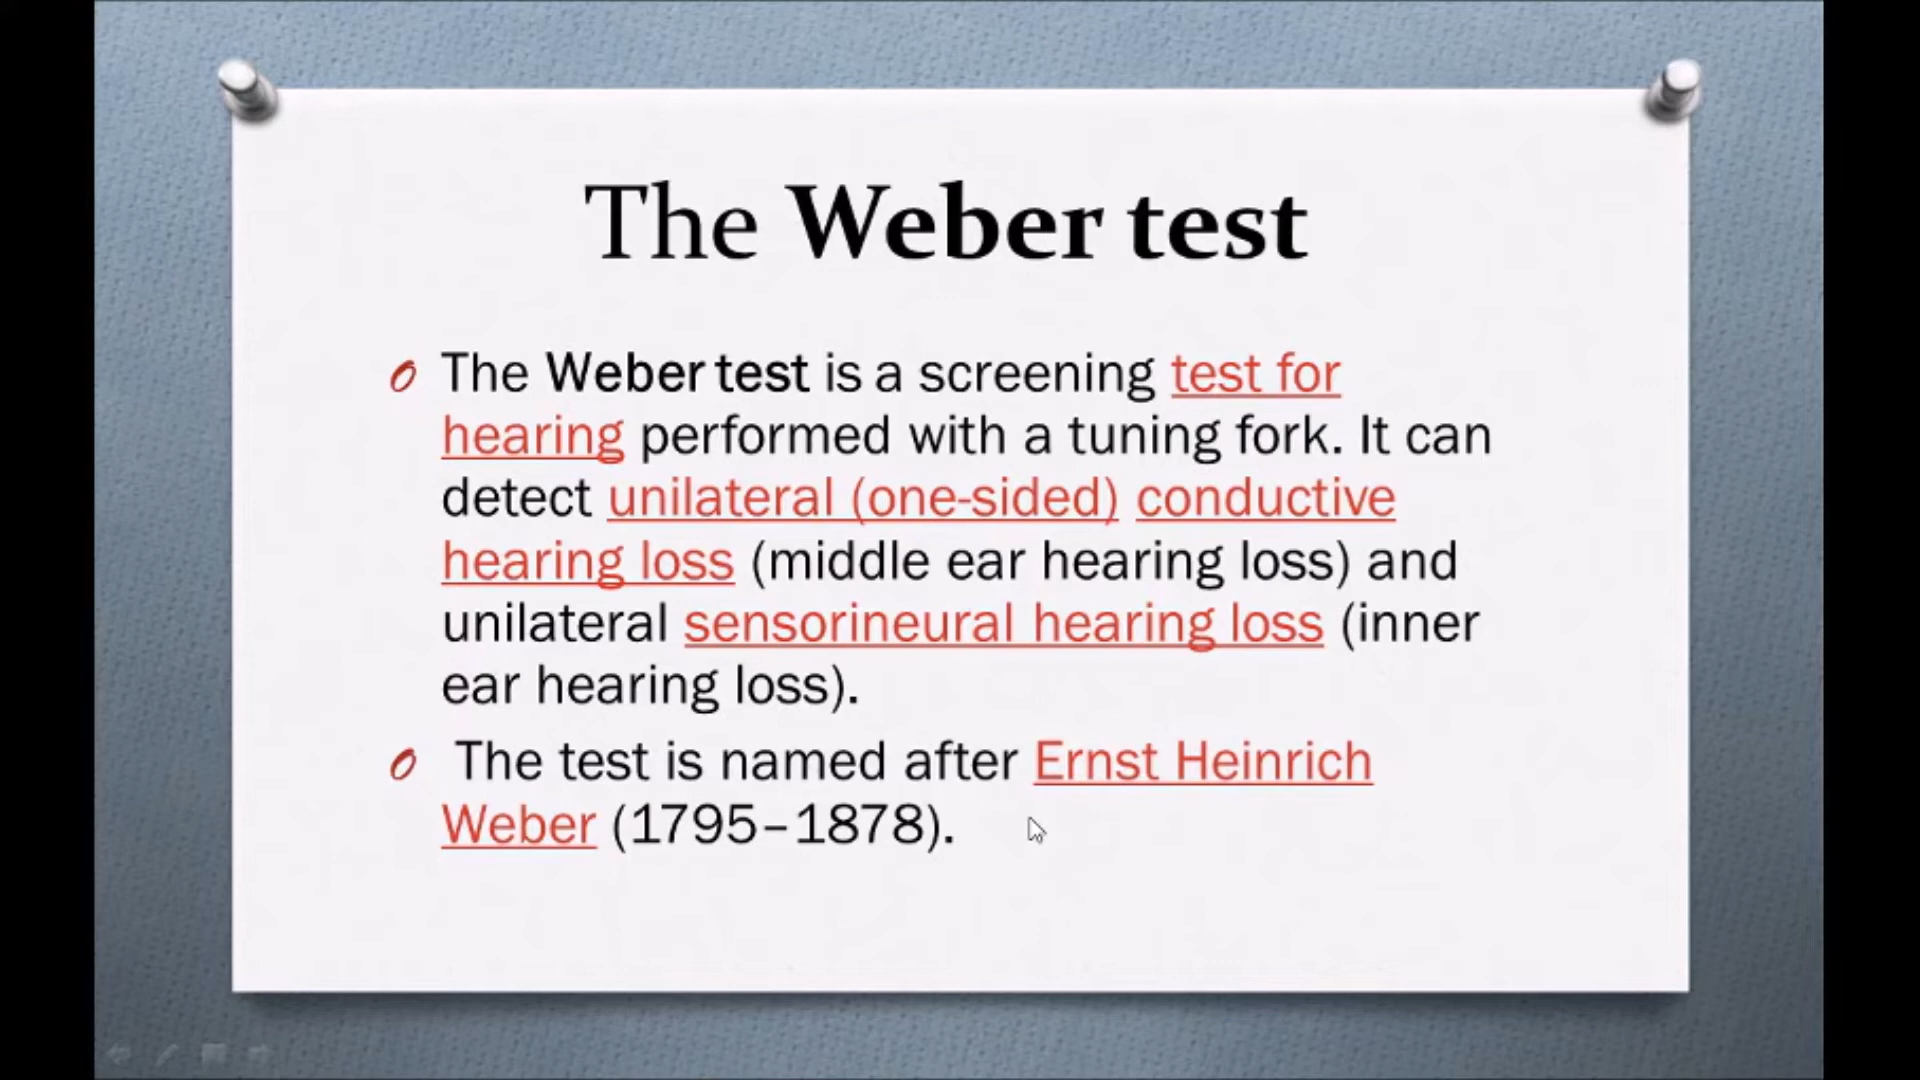 The Weber test
The Weber test is a screening test for
hearing performed with a tuning fork. It can
detect unilateral (one-sided) conductive
hearing loss (middle ear hearing loss) and
unilateral sensorineural hearing loss (inner
ear hearing loss).
The test is named after Ernst Heinrich
Weber (1795–1878).